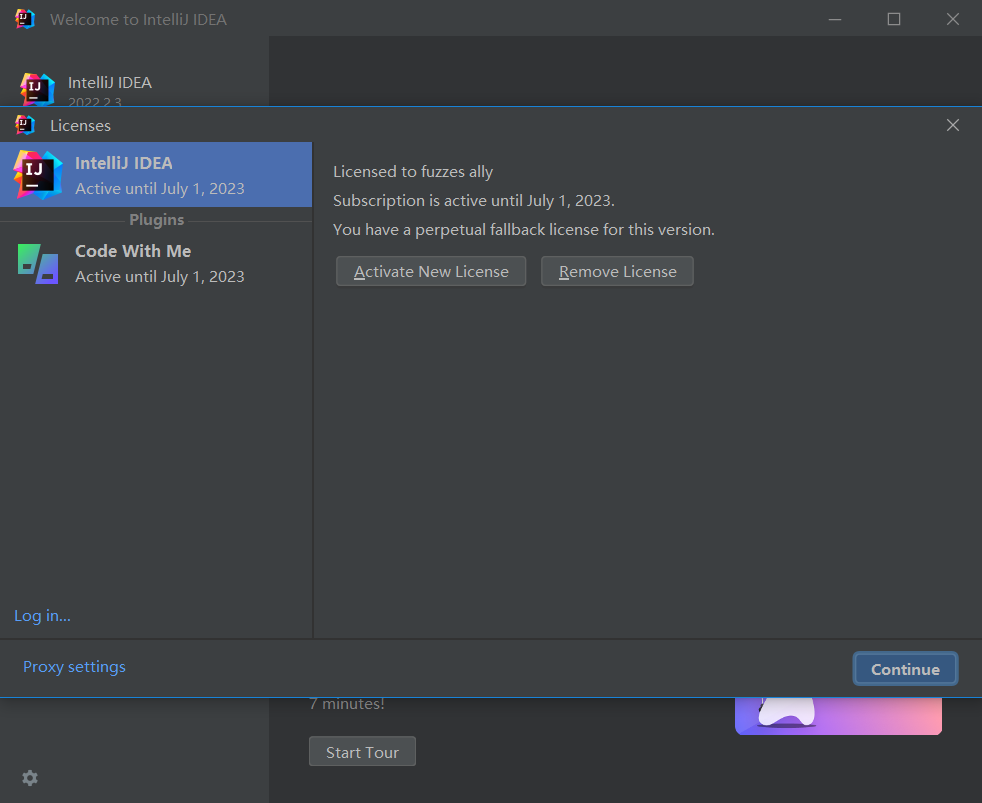 Welcome to IntelliJ IDEA
IntelliJ IDEA
2022.2.3
Licenses
IntelliJ IDEA
Active until July 1, 2023
Plugins
Code With Me
Active until July 1, 2023
Log in...
Licensed to fuzzes ally
Subscription is active until July 1, 2023.
You have a perpetual fallback license for this version.
Activate New License
Remove License
Proxy settings
Continue
7 minutes!
Start Tour